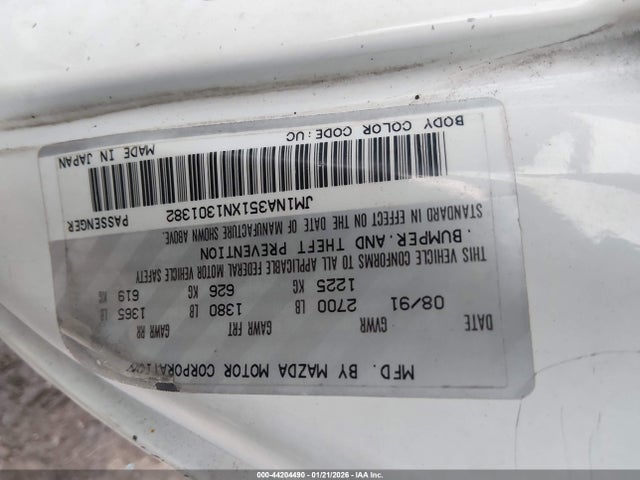 MFD. BY MAZDA MOTOR CORPORATION
DATE GVWR GAWR FRT GAWR RR
08/91 2700 LB 1380 LB 1365 LB
1225 KG 626 KG 619 KG
THIS VEHICLE CONFORMS TO ALL APPLICABLE FEDERAL MOTOR VEHICLE SAFETY
. BUMPER. AND THEFT PREVENTION
STANDARD IN EFFECT ON THE DATE OF MANUFACTURE SHOWN ABOVE.
JM1NA351XN1301382 PASSENGER
BODY COLOR CODE:UC MADE IN JAPAN
000-44204490 - 01/21/2026 - IAA Corp.